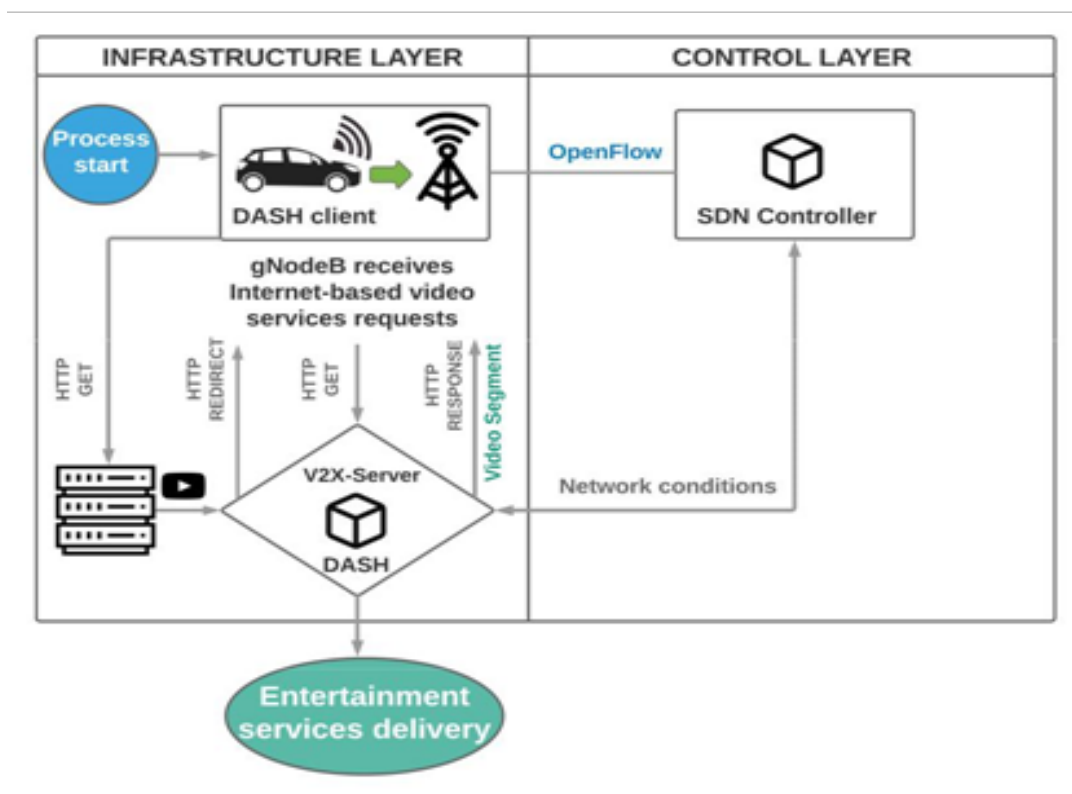 INFRASTRUCTURE LAYER
CONTROL LAYER
Process
start
DASH client
OpenFlow
SDN Controller
gNodeB receives
Internet-based video
services requests
HTTP
GET
HTTP
REDIRECT
HTTP
GET
HTTP
RESPONSE
Video Segment
V2X-Server
DASH
Network conditions
Entertainment
services delivery